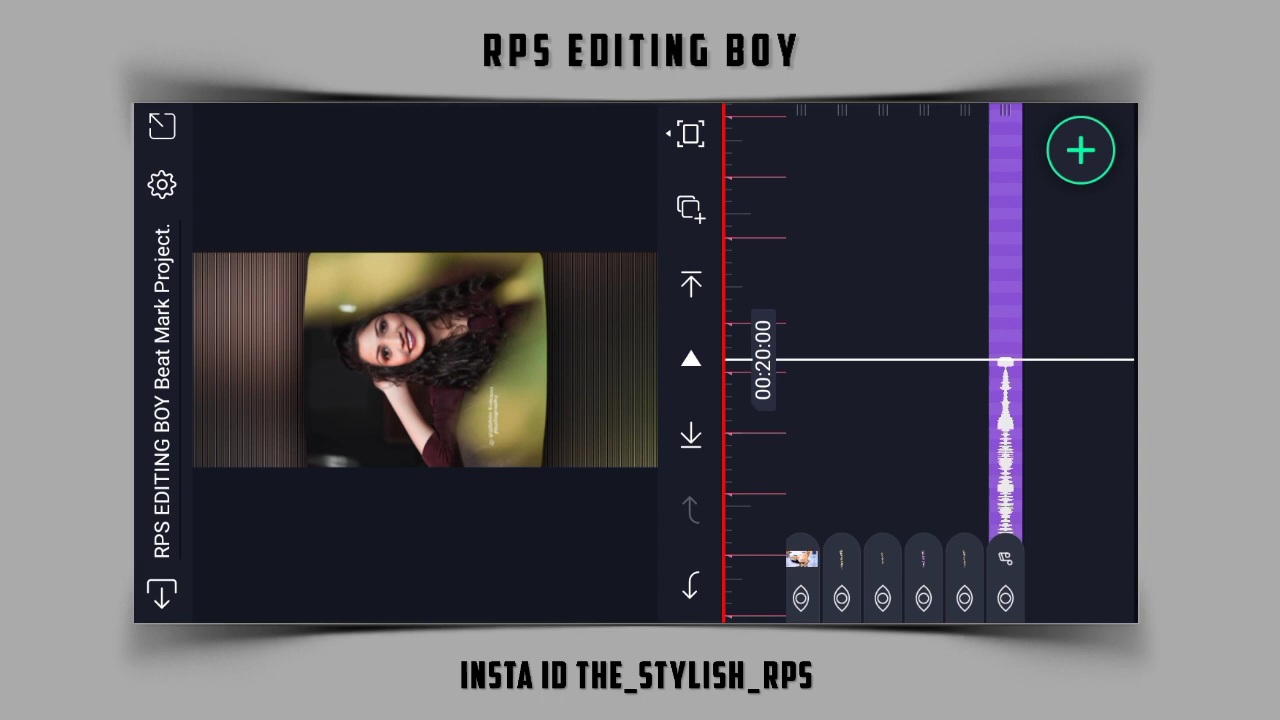 RPS EDITING BOY
RPS EDITING BOY Beat Mark Project.
00:20:00
INSTA ID THE_STYLISH_RPS